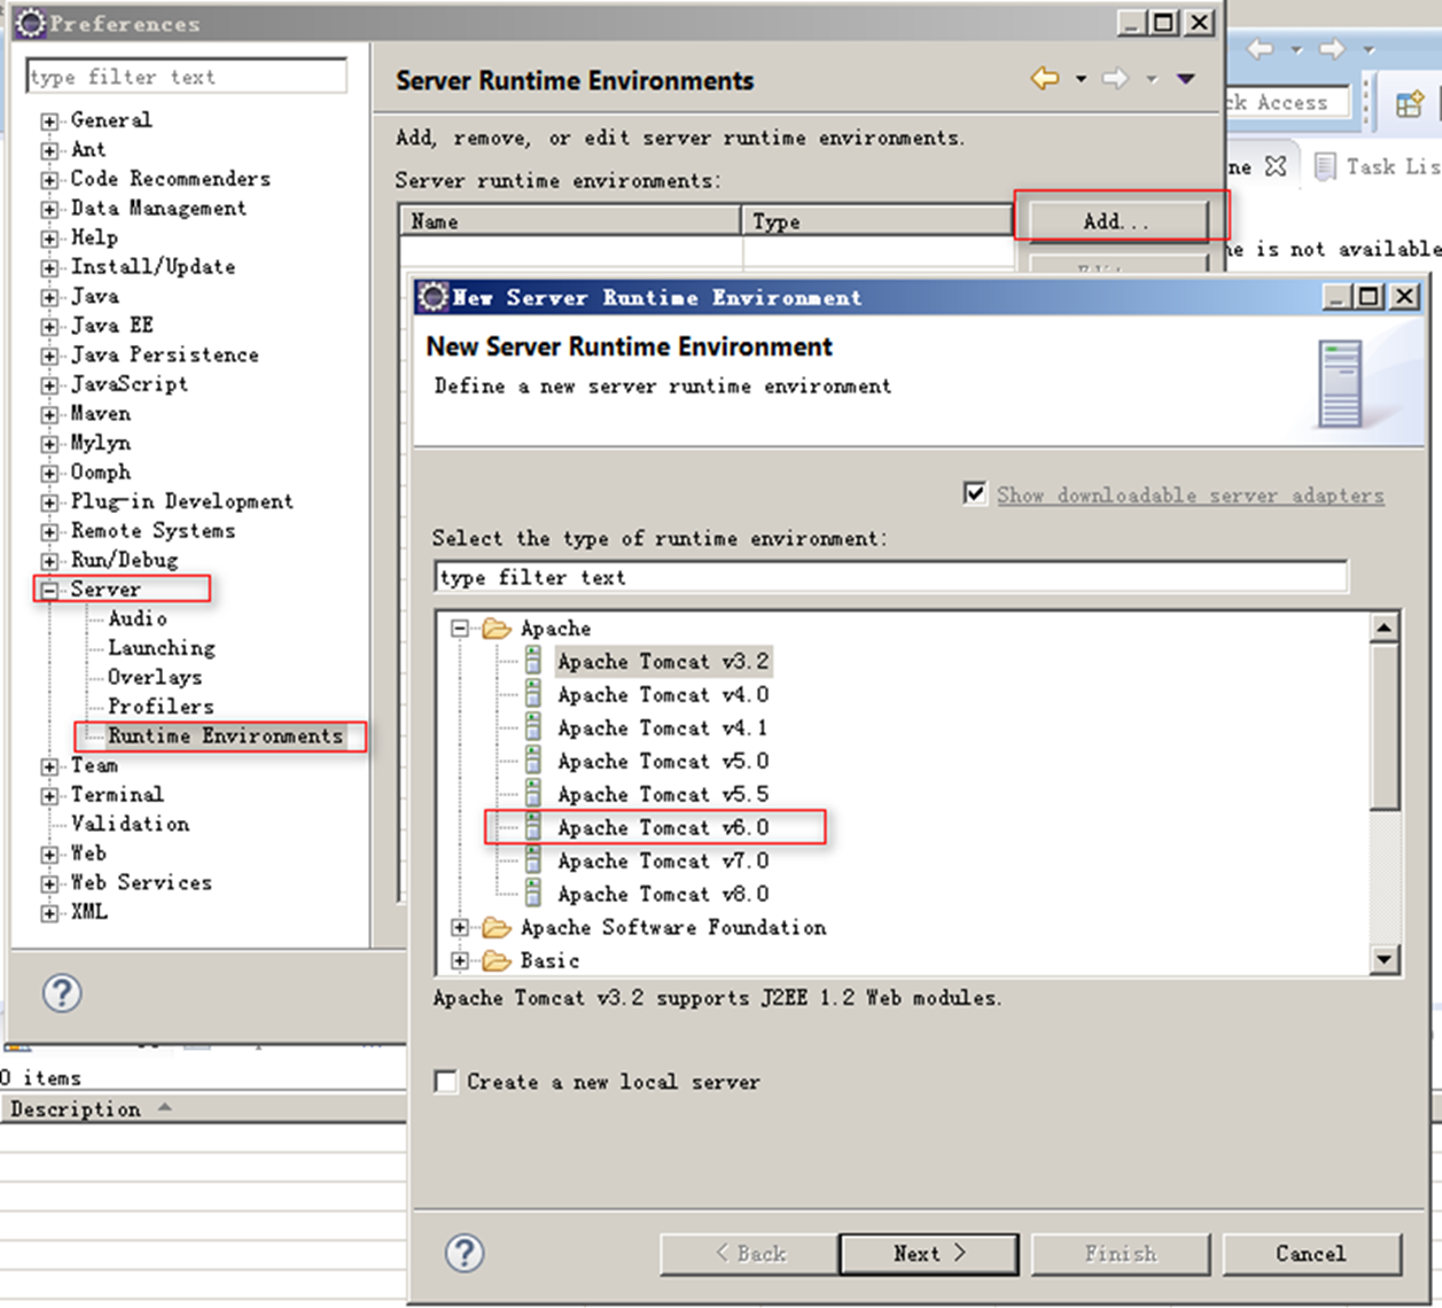 Preferences
type filter text
General
Ant
Code Recommenders
Data Management
Help
Install/Update
Java
Java EE
Java Persistence
JavaScript
Maven
Mylyn
Oomph
Plug-in Development
Remote Systems
Run/Debug
Server
Audio
Launching
Overlays
Profilers
Runtime Environments
Team
Terminal
Validation
Web
Web Services
XML
Server Runtime Environments
Add, remove, or edit server runtime environments.
Server runtime environments:
Name Type
Add...
ck Access
ne Task Lis
ne is not available
New Server Runtime Environment
New Server Runtime Environment
Define a new server runtime environment
Show downloadable server adapters
Select the type of runtime environment:
type filter text
Apache
Apache Tomcat v3.2
Apache Tomcat v4.0
Apache Tomcat v4.1
Apache Tomcat v5.0
Apache Tomcat v5.5
Apache Tomcat v6.0
Apache Tomcat v7.0
Apache Tomcat v8.0
Apache Software Foundation
Basic
Apache Tomcat v3.2 supports J2EE 1.2 Web modules.
Create a new local server
< Back Next > Finish Cancel
0 items
Description